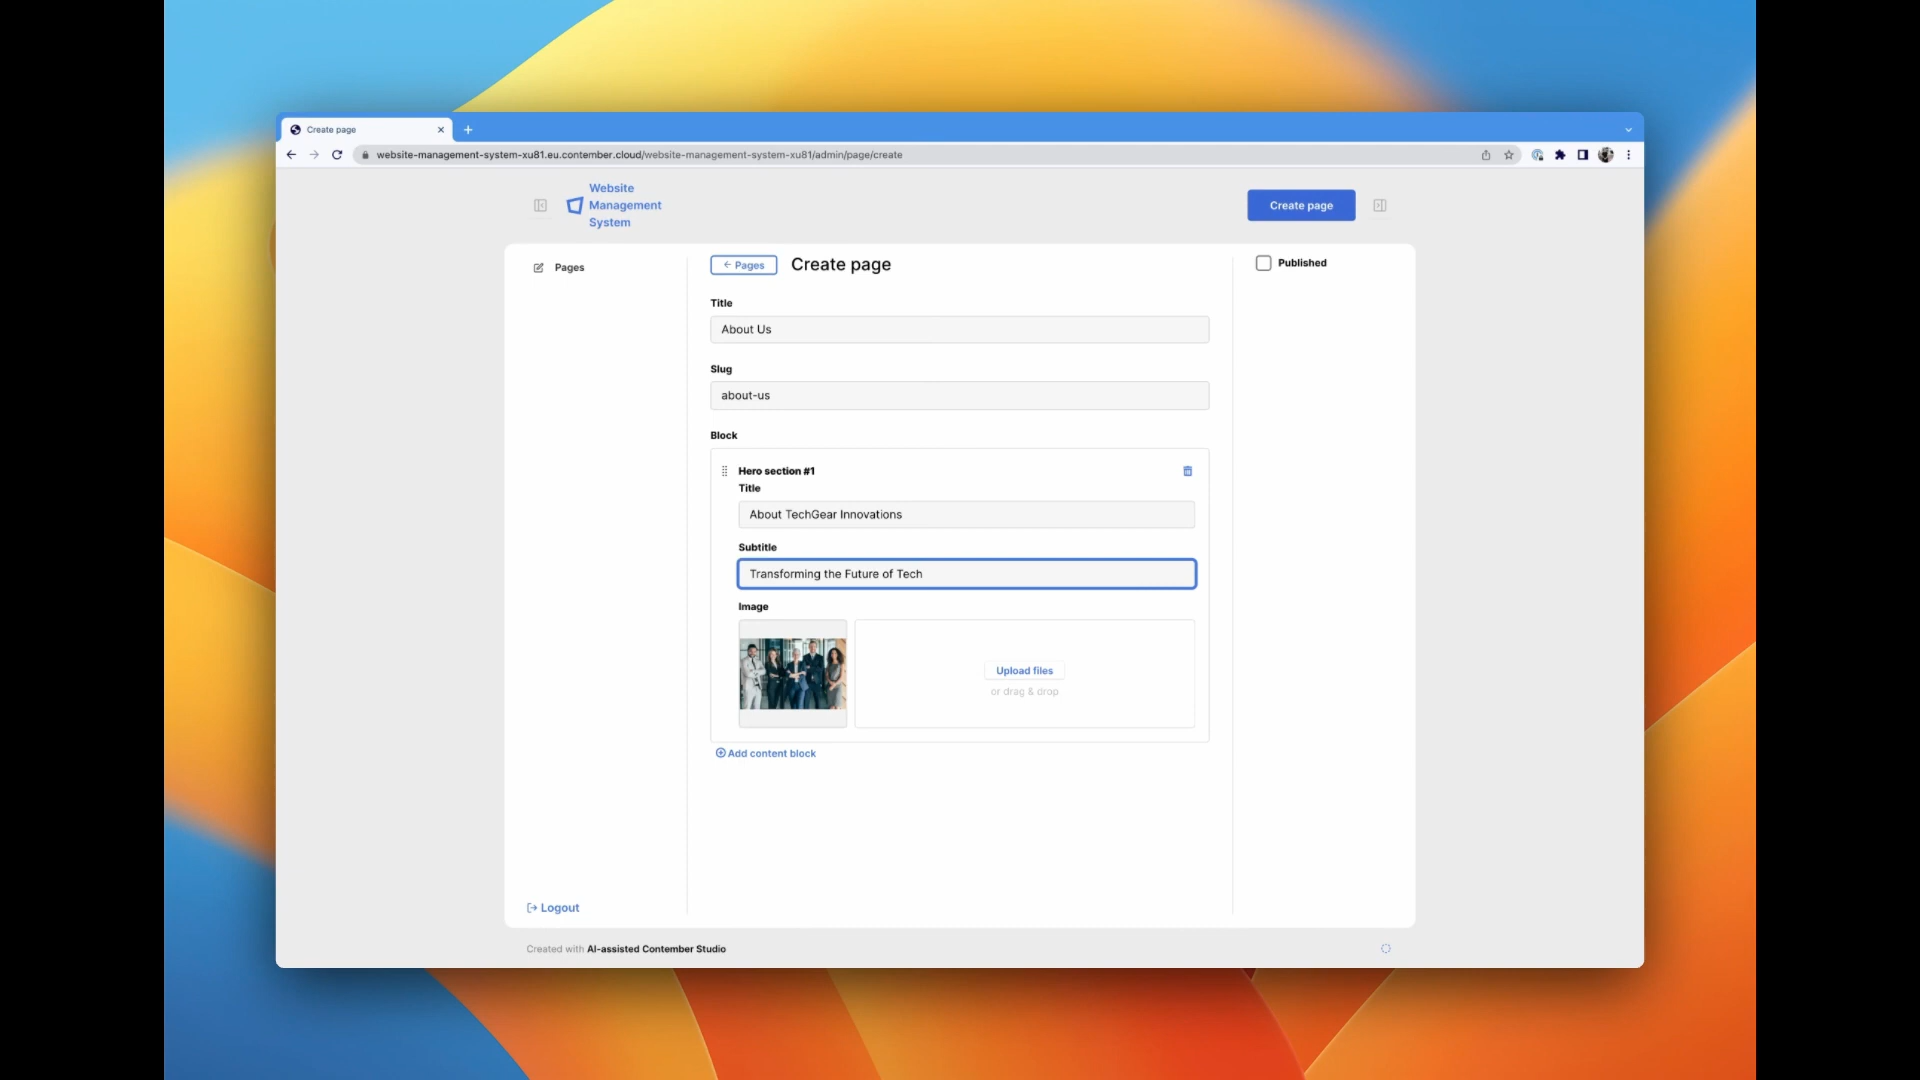 Create page
website-management-system-xu81.eu.contember.cloud/website-management-system-xu81/admin/page/create
Website
Management
System
Create page
Pages
← Pages
Create page
Published
Title
About Us
Slug
about-us
Block
Hero section #1
Title
About TechGear Innovations
Subtitle
Transforming the Future of Tech
Image
Upload files
or drag & drop
Add content block
Logout
Created with AI-assisted Contember Studio